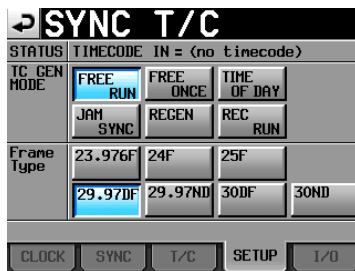 SYNC T/C
STATUS TIMECODE IN = (no timecode)
TC GEN MODE
FREE RUN
FREE ONCE
TIME OF DAY
JAM SYNC
REGEN
REC RUN
Frame Type
23.976F 24F 25F
29.97DF 29.97ND 30DF 30ND
CLOCK SYNC T/C SETUP I/O